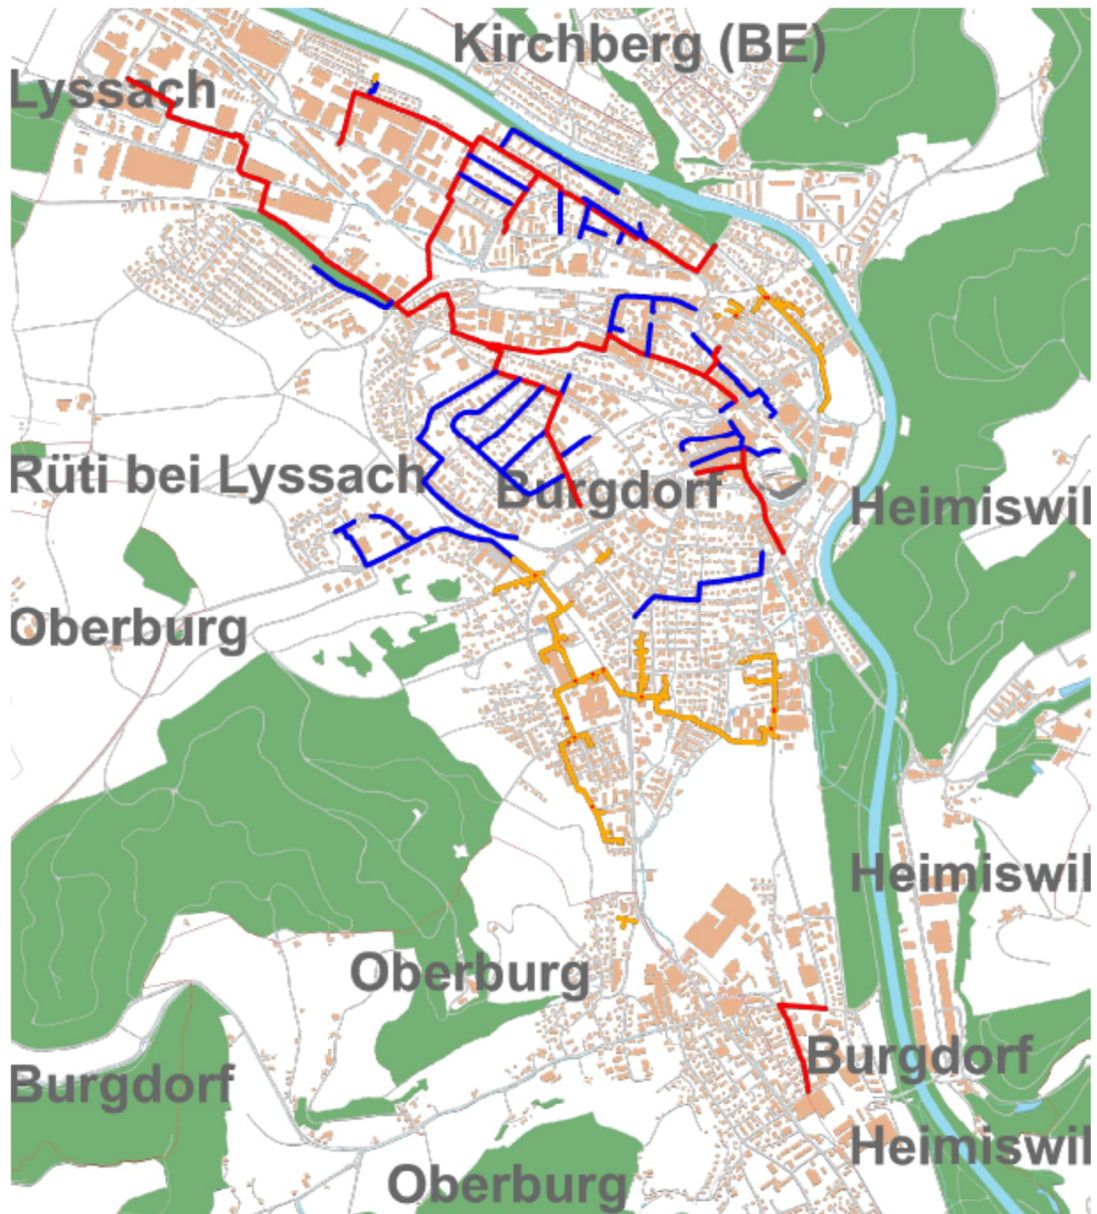 Kirchberg (BE)
Lyssach
Rüti bei Lyssach
Burgdorf
Heimiswil
Oberburg
Heimiswil
Oberburg
Burgdorf
Burgdorf
Heimiswil
Oberburg